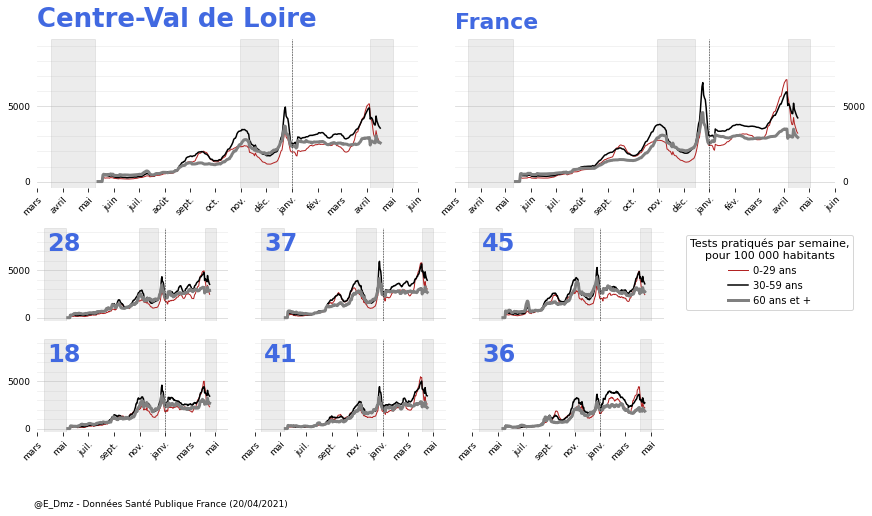 Centre-Val de Loire
France
5000
0
5000
0
mars avril mai juin juil. août sept. oct. nov. déc. janv. fév. mars avril mai juin
mars avril mai juin juil. août sept. oct. nov. déc. janv. fév. mars avril mai juin
28
37
45
5000
0
Tests pratiqués par semaine,
pour 100 000 habitants
0-29 ans
30-59 ans
60 ans et +
18
41
36
5000
0
mars mai juil. sept. nov. janv. mars mai
mars mai juil. sept. nov. janv. mars mai
mars mai juil. sept. nov. janv. mars mai
@E_Dmz - Données Santé Publique France (20/04/2021)